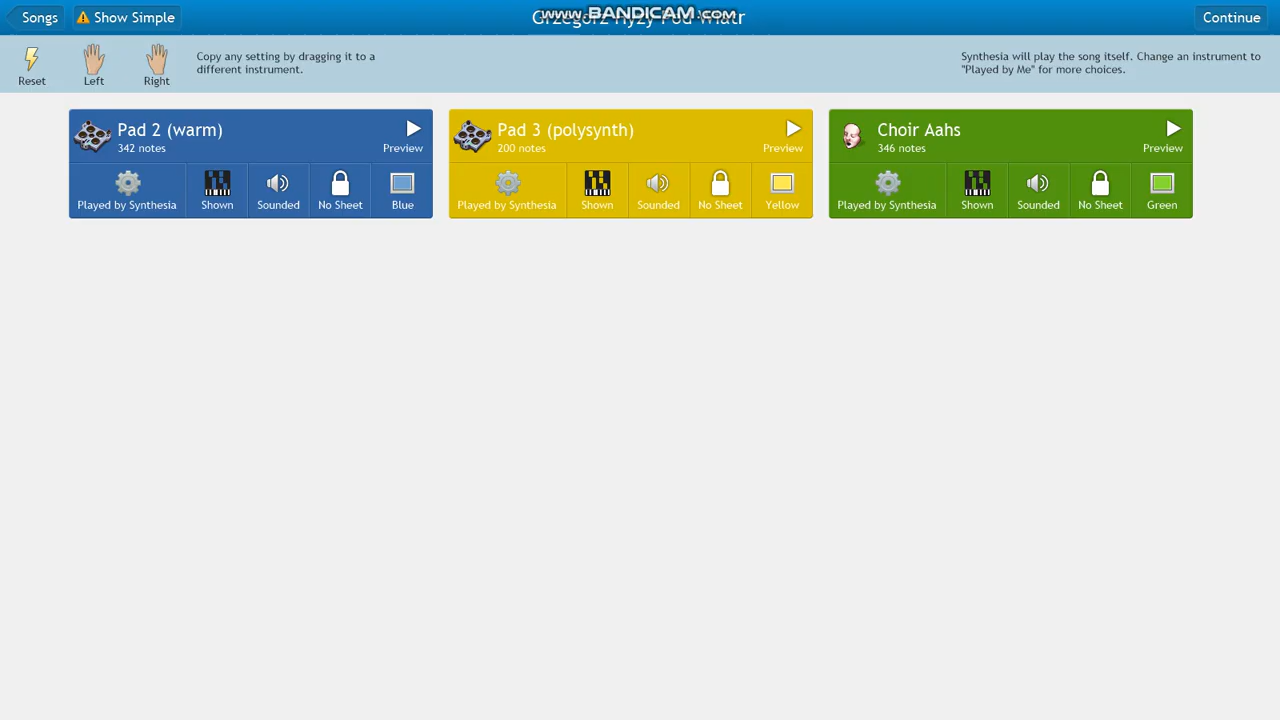 Songs
Show Simple
www.BANDICAM.com
Grzegorz Hyży Pod Wiatr
Continue
Reset
Left
Right
Copy any setting by dragging it to a
different instrument.
Synthesia will play the song itself. Change an instrument to
"Played by Me" for more choices.
Pad 2 (warm)
342 notes
Preview
Played by Synthesia
Shown
Sounded
No Sheet
Blue
Pad 3 (polysynth)
200 notes
Preview
Played by Synthesia
Shown
Sounded
No Sheet
Yellow
Choir Aahs
346 notes
Preview
Played by Synthesia
Shown
Sounded
No Sheet
Green